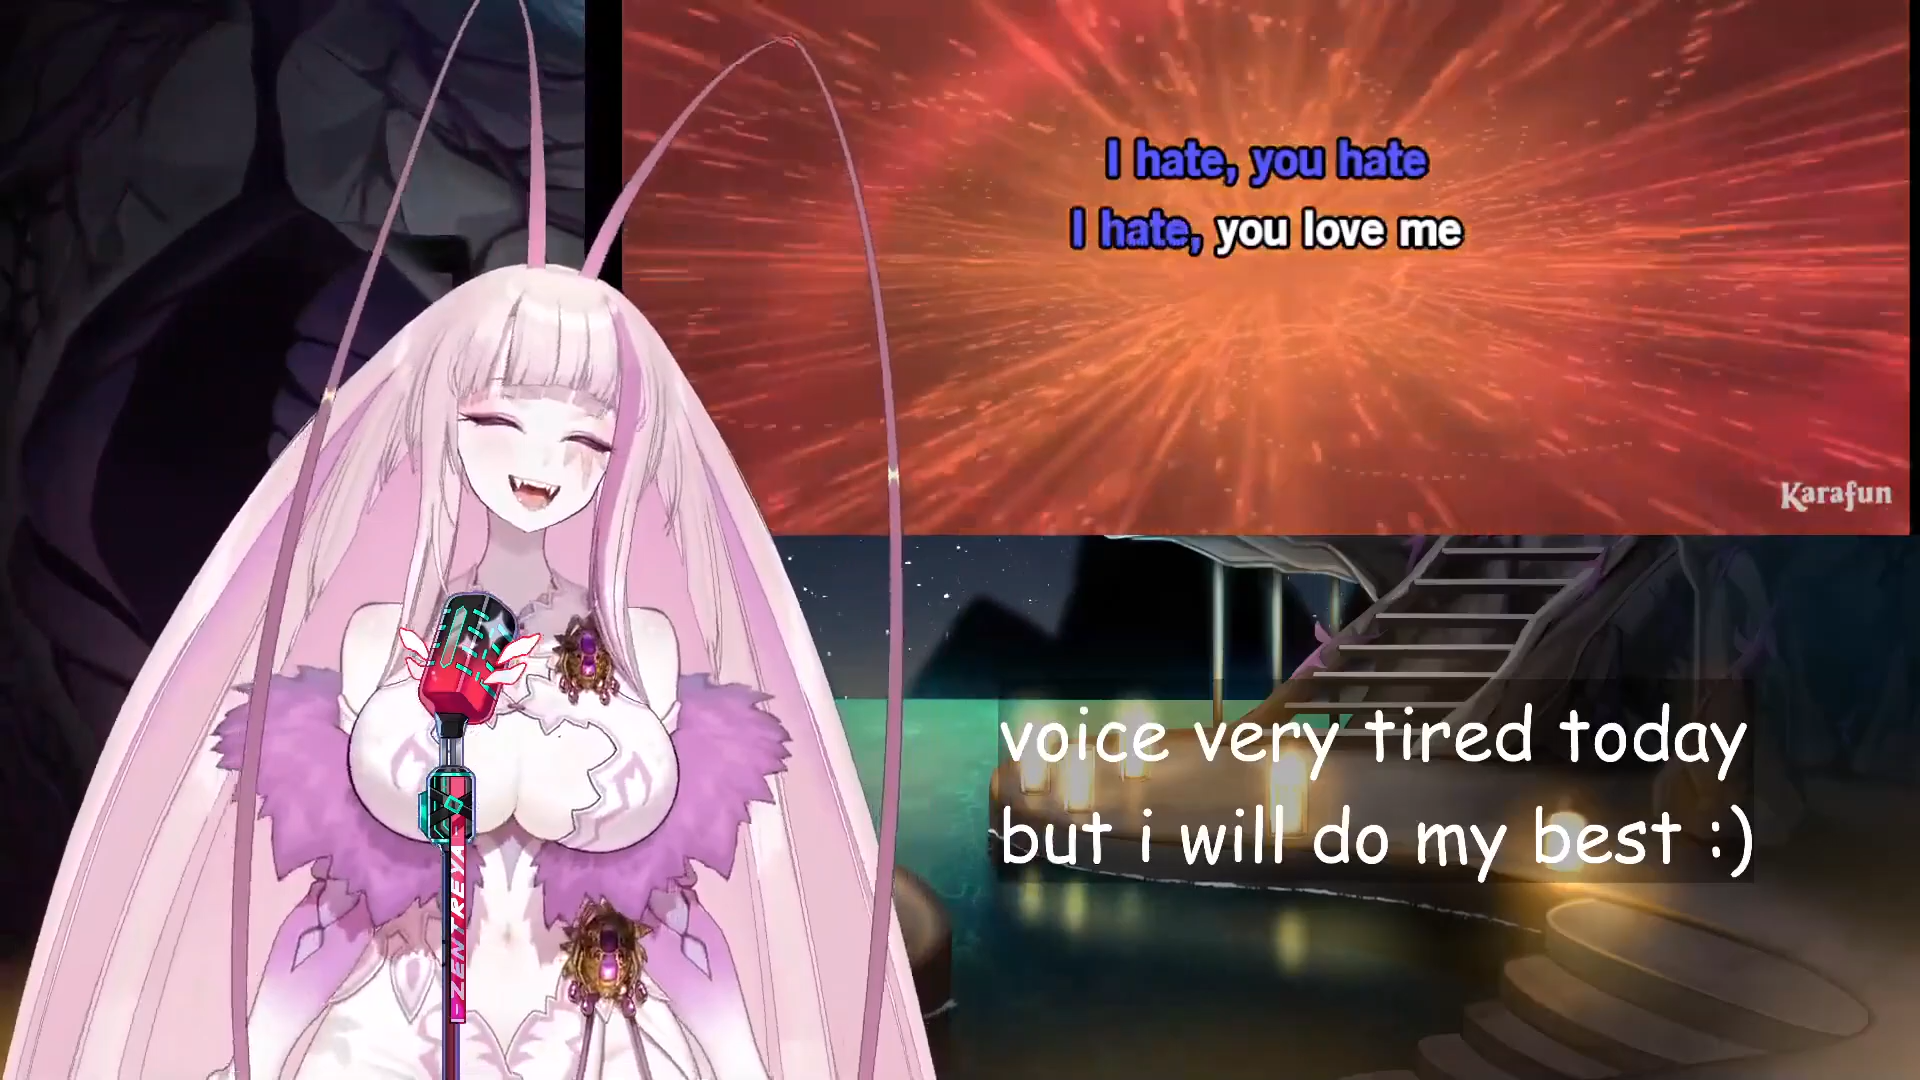 I hate, you hate
I hate, you love me
Karafun
voice very tired today
but i will do my best :)
-ZENTREYA-